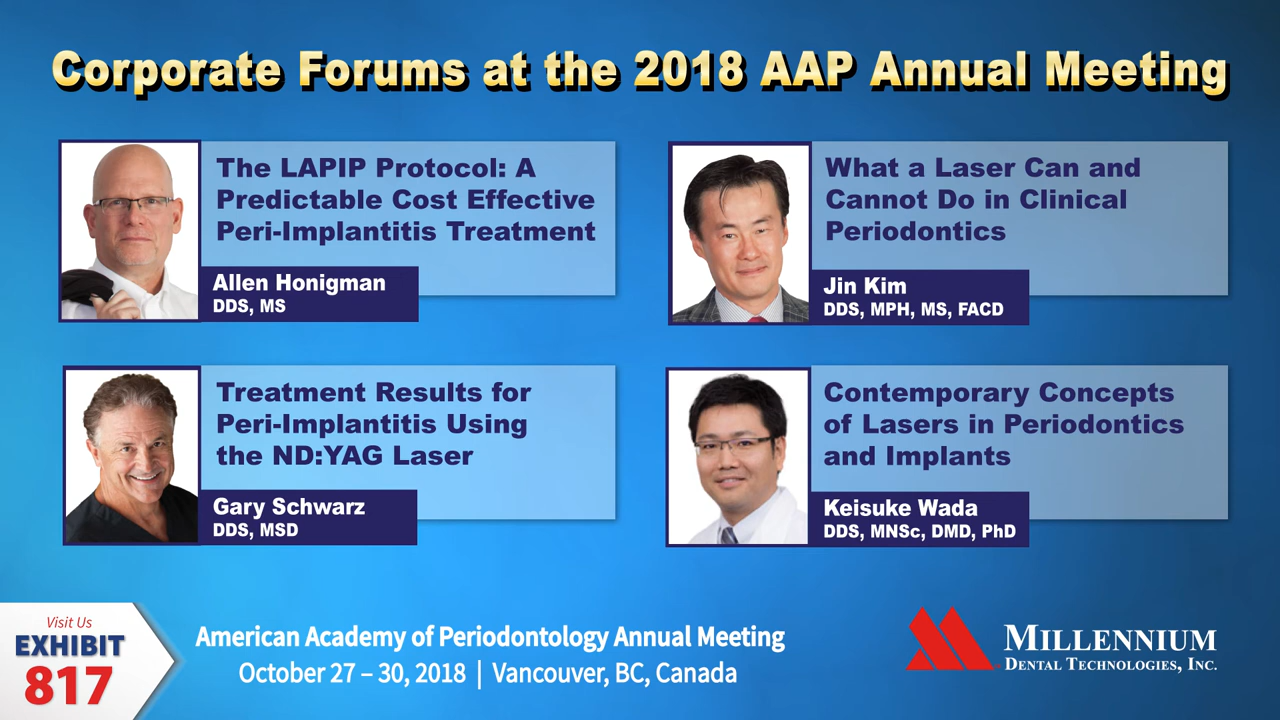 Corporate Forums at the 2018 AAP Annual Meeting
The LAPIP Protocol: A
Predictable Cost Effective
Peri-Implantitis Treatment
Allen Honigman
DDS, MS
What a Laser Can and
Cannot Do in Clinical
Periodontics
Jin Kim
DDS, MPH, MS, FACD
Treatment Results for
Peri-Implantitis Using
the ND:YAG Laser
Gary Schwarz
DDS, MSD
Contemporary Concepts
of Lasers in Periodontics
and Implants
Keisuke Wada
DDS, MNSc, DMD, PhD
Visit Us
EXHIBIT
817
American Academy of Periodontology Annual Meeting
October 27 – 30, 2018 | Vancouver, BC, Canada
MILLENNIUM
DENTAL TECHNOLOGIES, INC.